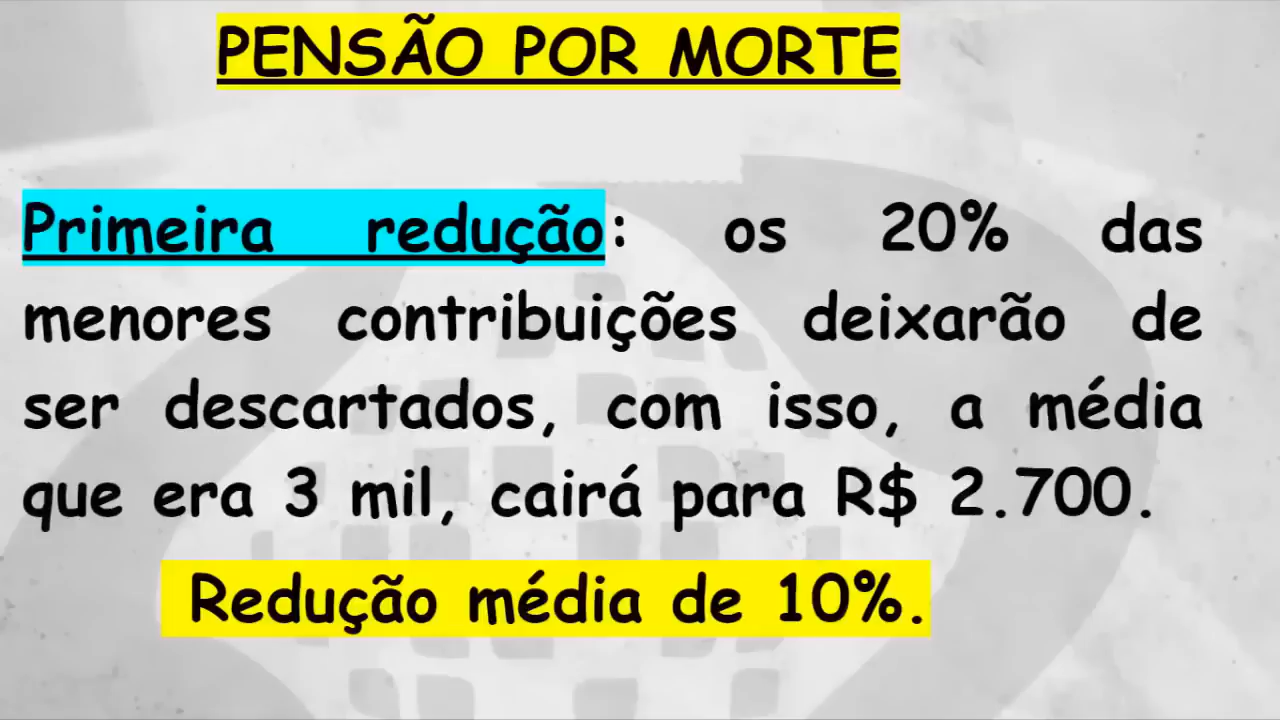 PENSÃO POR MORTE
Primeira redução: os 20% das
menores contribuições deixarão de
ser descartados, com isso, a média
que era 3 mil, cairá para R$ 2.700.
Redução média de 10%.